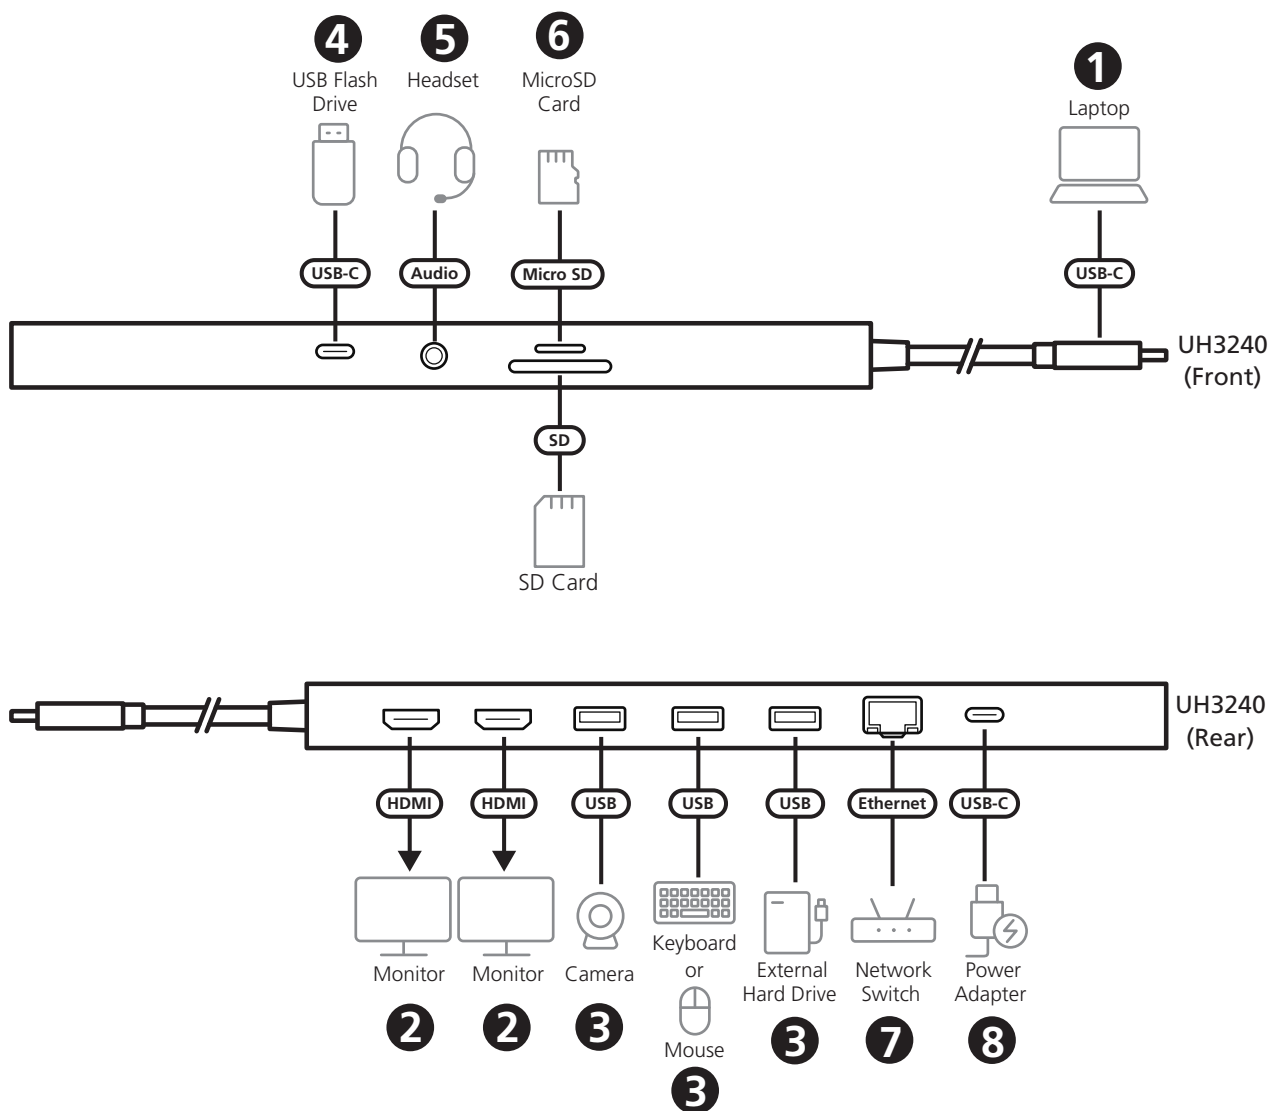 4
USB Flash
Drive
5
Headset
6
MicroSD
Card
1
Laptop
USB-C
Audio
Micro SD
USB-C
UH3240
(Front)
SD
SD Card
UH3240
(Rear)
HDMI
HDMI
USB
USB
USB
Ethernet
USB-C
Monitor
2
Monitor
2
Camera
3
Keyboard
or
Mouse
3
External
Hard Drive
3
Network
Switch
7
Power
Adapter
8